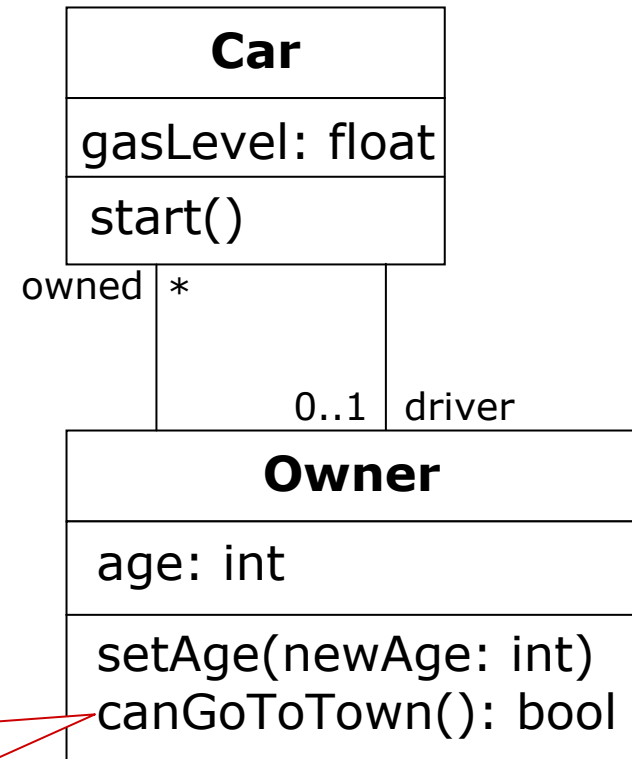 Car
gasLevel: float
start()
owned *
0..1 driver
Owner
age: int
setAge(newAge: int)
canGoToTown(): bool